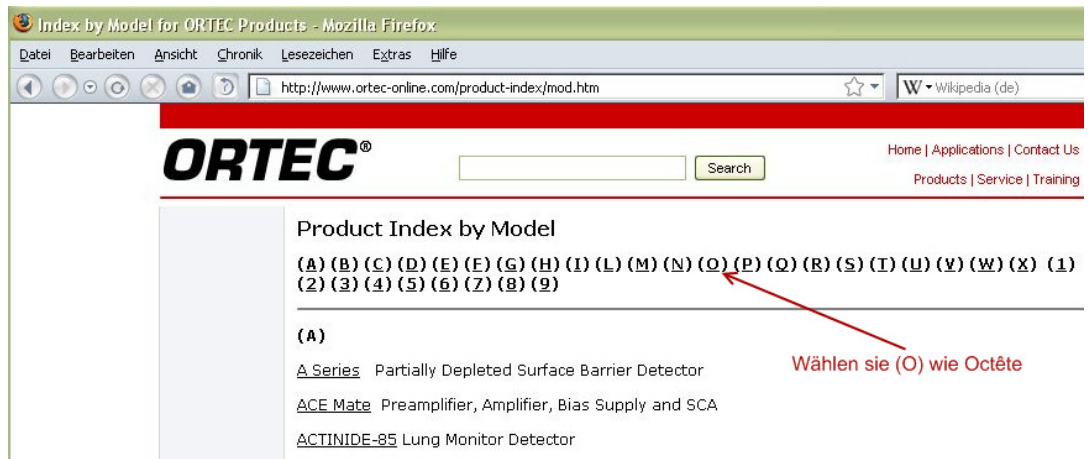 Index by Model for ORTEC Products - Mozilla Firefox
Datei Bearbeiten Ansicht Chronik Lesezeichen Extras Hilfe
http://www.ortec-online.com/product-index/mod.htm W Wikipedia (de)
ORTEC® Search
Home | Applications | Contact Us
Products | Service | Training
Product Index by Model
(A) (B) (C) (D) (E) (F) (G) (H) (I) (L) (M) (N) (O) (P) (Q) (R) (S) (T) (U) (V) (W) (X) (1)
(2) (3) (4) (5) (6) (7) (8) (9)
(A)
A Series Partially Depleted Surface Barrier Detector
Wählen sie (O) wie Octête
ACE Mate Preamplifier, Amplifier, Bias Supply and SCA
ACTINIDE-85 Lung Monitor Detector